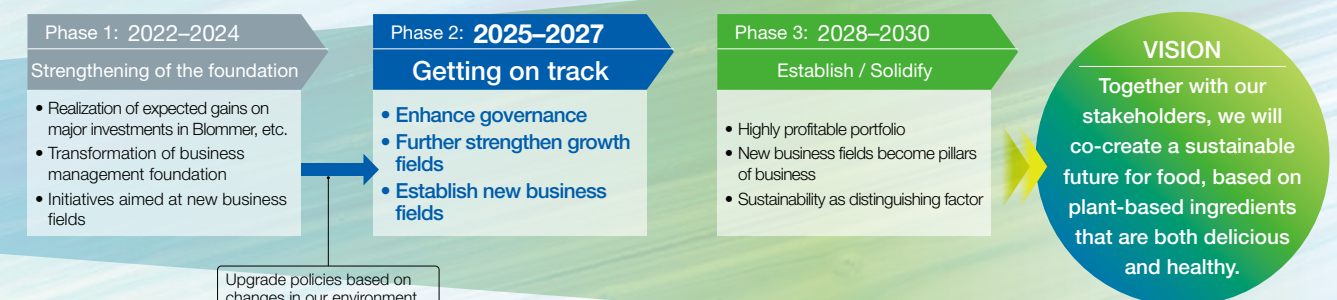 Phase 1: 2022–2024
Strengthening of the foundation
• Realization of expected gains on
major investments in Blommer, etc.
• Transformation of business
management foundation
• Initiatives aimed at new business
fields
Upgrade policies based on
changes in our environment
Phase 2: 2025–2027
Getting on track
• Enhance governance
• Further strengthen growth
fields
• Establish new business
fields
Phase 3: 2028–2030
Establish / Solidify
• Highly profitable portfolio
• New business fields become pillars
of business
• Sustainability as distinguishing factor
VISION
Together with our
stakeholders, we will
co-create a sustainable
future for food, based on
plant-based ingredients
that are both delicious
and healthy.